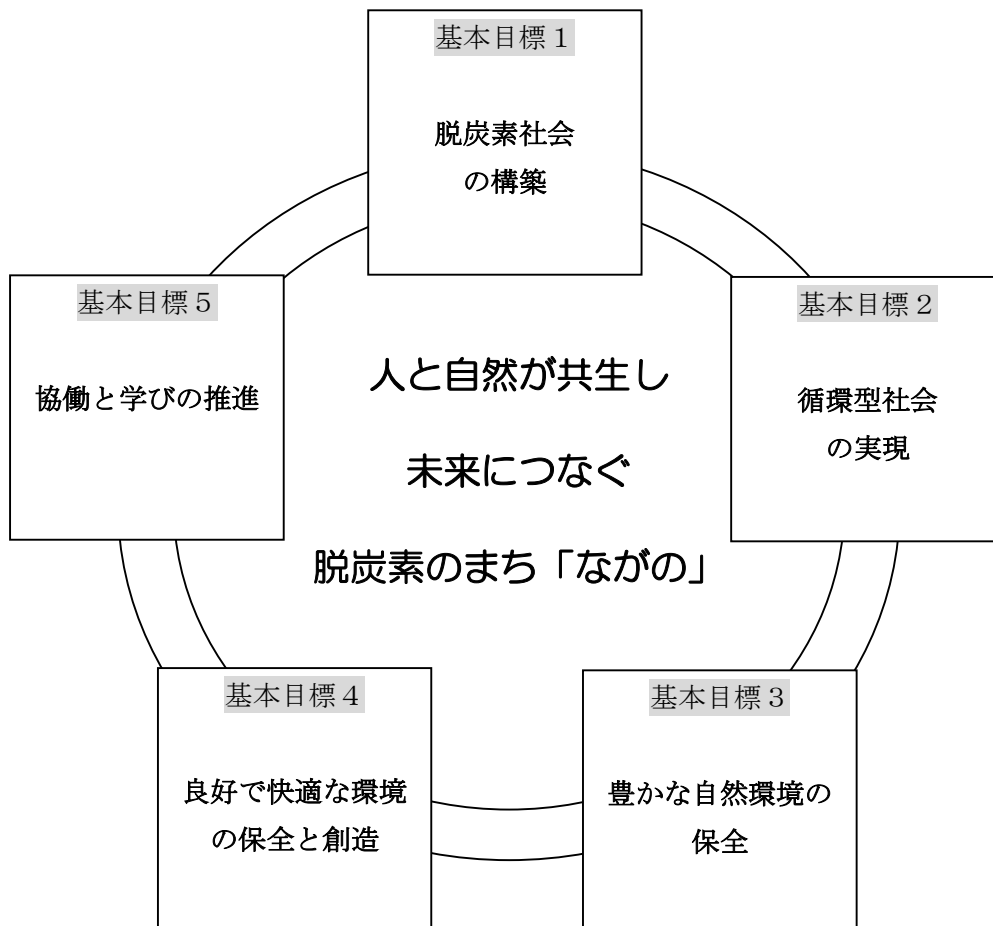 基本目標１
脱炭素社会
の構築
基本目標５
協働と学びの推進
基本目標２
循環型社会
の実現
人と自然が共生し
未来につなぐ
脱炭素のまち「ながの」
基本目標４
良好で快適な環境
の保全と創造
基本目標３
豊かな自然環境の
保全